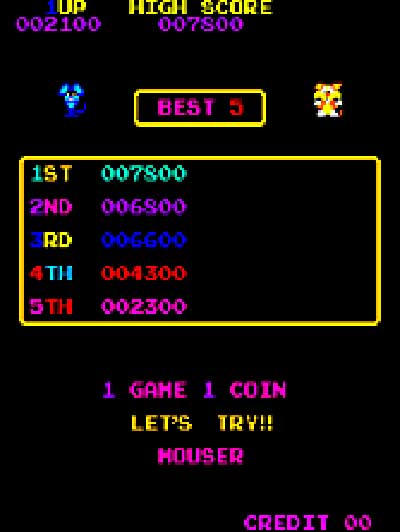 1UP HIGH SCORE
002100 007800
BEST 5
1ST 007800
2ND 006800
3RD 006600
4TH 004300
5TH 002300
1 GAME 1 COIN
LET'S TRY!!
MOUSER
CREDIT 00